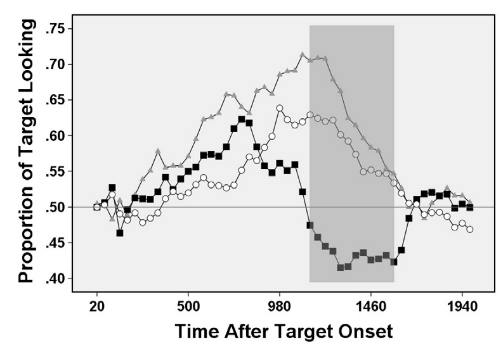 .75
.70
.65
.60
.55
.50
.45
.40
Proportion of Target Looking
20 500 980 1460 1940
Time After Target Onset